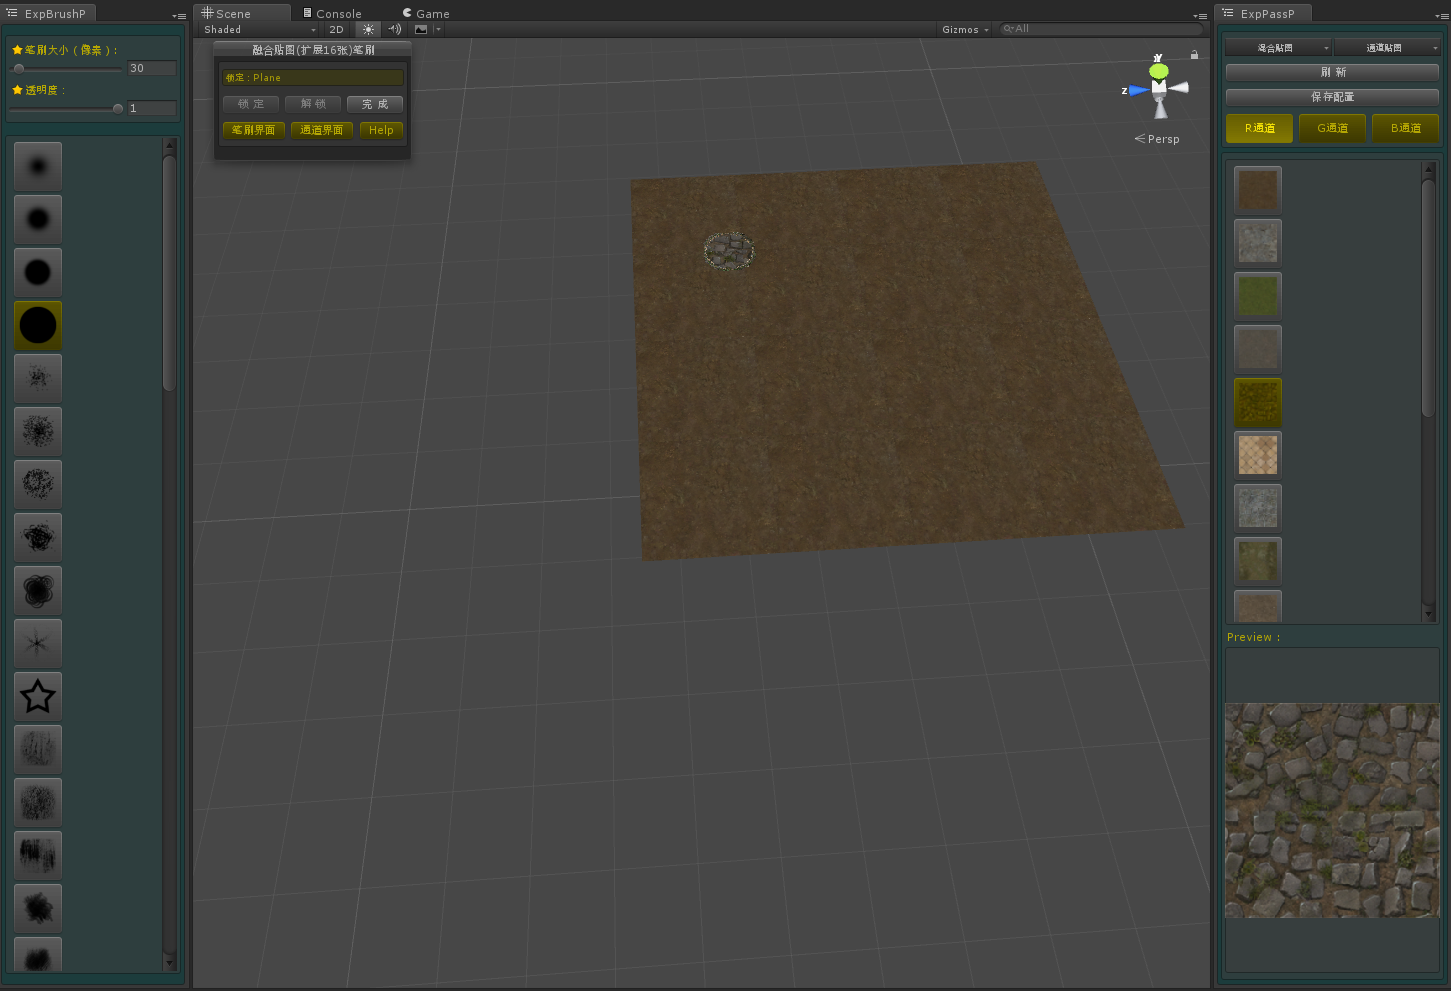 ExpBrushP
Scene
Console
Game
ExpPassP
Shaded
2D
Gizmos
All
笔刷大小(像素):
30
透明度:
1
融合贴图(扩展16张)笔刷
锁定:Plane
锁 定
解 锁
完 成
笔刷界面
通道界面
Help
y
z
Persp
混合贴图
通道贴图
刷 新
保存配置
R通道
G通道
B通道
Preview :